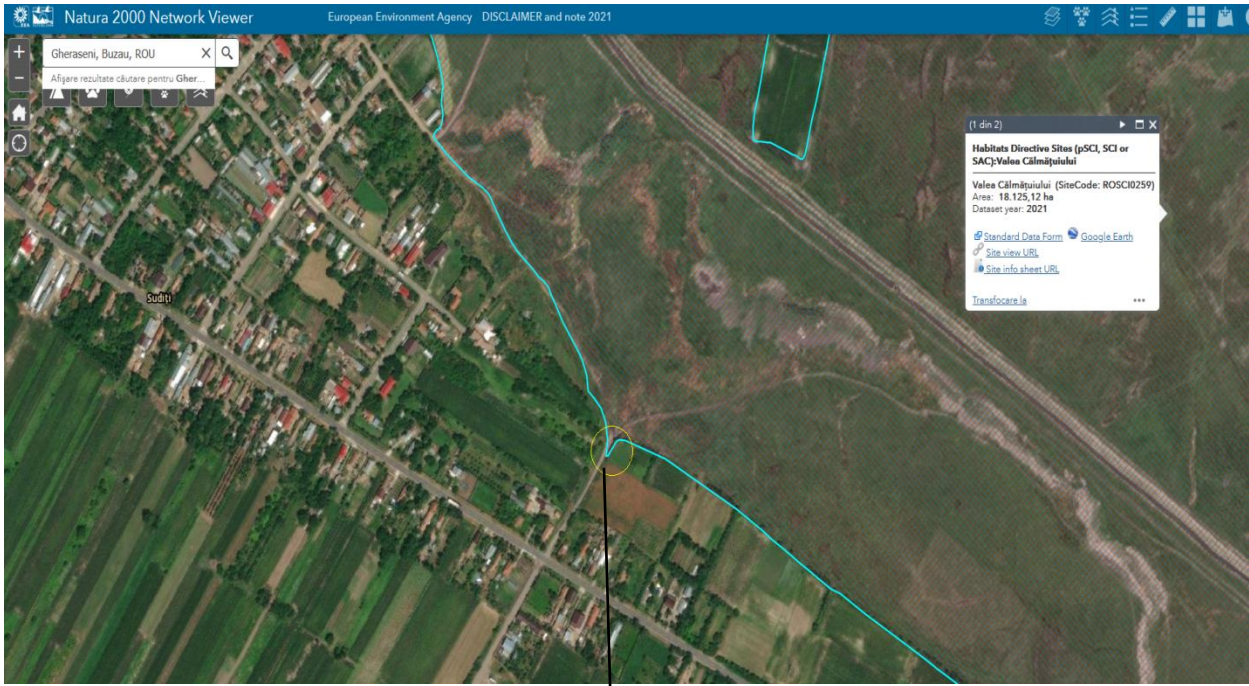 Natura 2000 Network Viewer
European Environment Agency DISCLAIMER and note 2021
Gheraseni, Buzau, ROU
Afișare rezultate căutare pentru Gher...
(1 din 2)
Habitats Directive Sites (pSCI, SCI or
SAC):Valea Călmățuiului
Valea Călmățuiului (SiteCode: ROSCI0259)
Area: 18.125,12 ha
Dataset year: 2021
Standard Data Form Google Earth
Site view URL
Site info sheet URL
Transfocare la
Sudiți